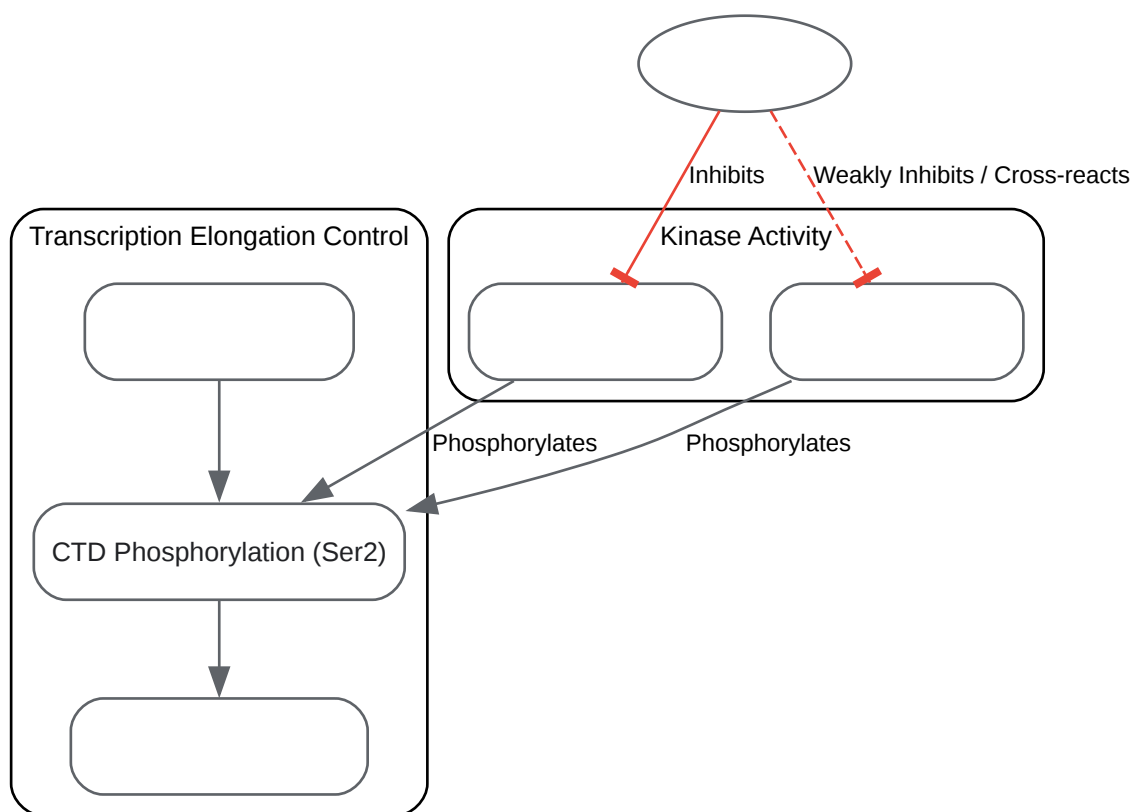 Inhibits
Weakly Inhibits / Cross-reacts
Transcription Elongation Control
Kinase Activity
Phosphorylates
Phosphorylates
CTD Phosphorylation (Ser2)